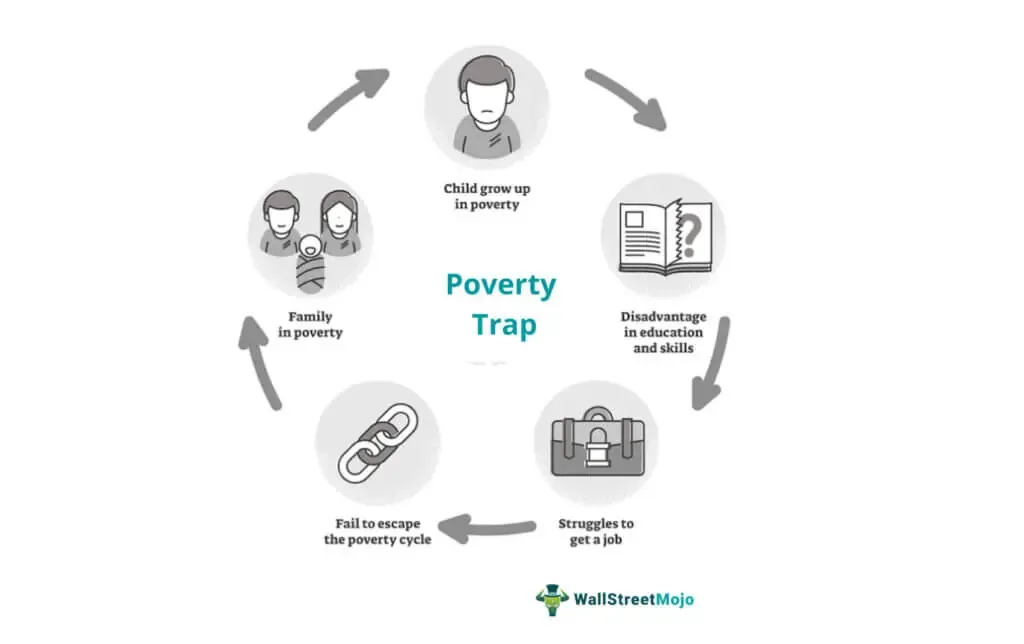 Child grow up
in poverty
Disadvantage
in education
and skills
Struggles to
get a job
Fail to escape
the poverty cycle
Family
in poverty
Poverty
Trap
?
WallStreetMojo